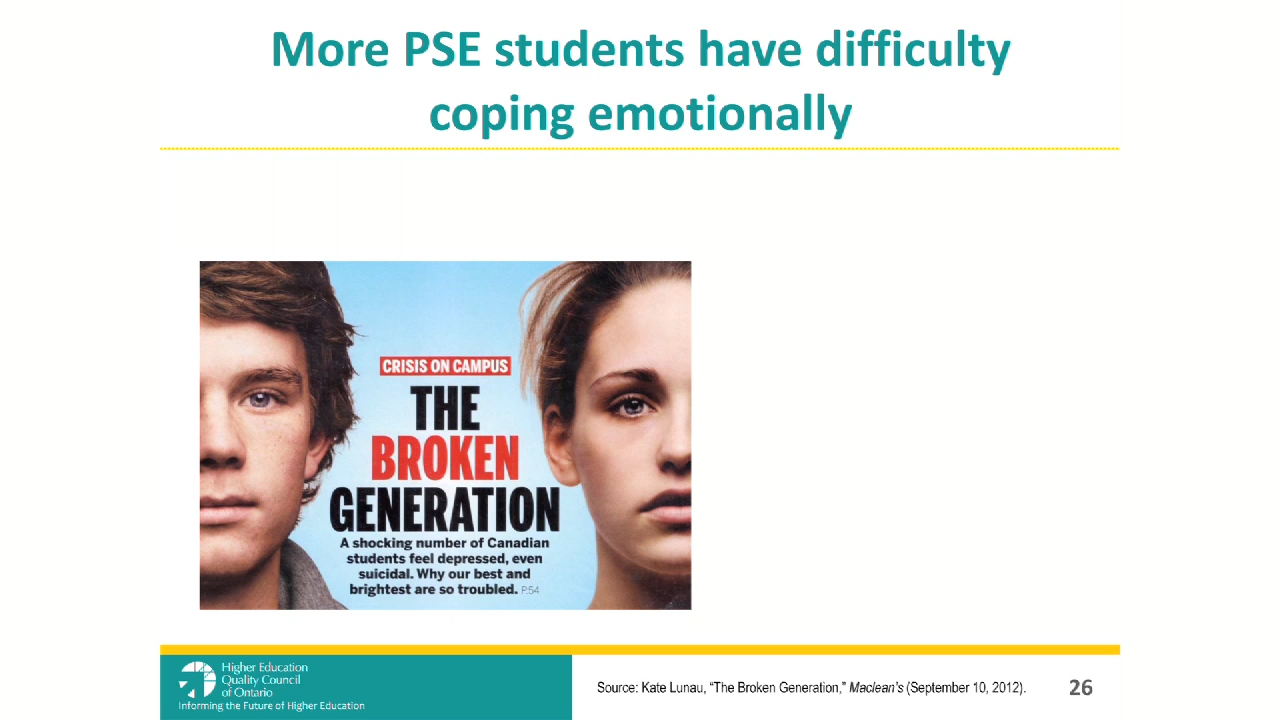 More PSE students have difficulty
coping emotionally
CRISIS ON CAMPUS
THE
BROKEN
GENERATION
A shocking number of Canadian
students feel depressed, even
suicidal. Why our best and
brightest are so troubled. P.54
Higher Education
Quality Council
of Ontario
Informing the Future of Higher Education
Source: Kate Lunau, “The Broken Generation,” Maclean’s (September 10, 2012).
26